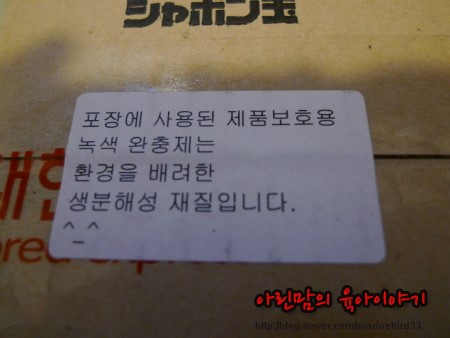 シャボン玉
포장에 사용된 제품보호용
녹색 완충제는
환경을 배려한
생분해성 재질입니다.
^_^
아린맘의 육아이야기
http://blog.naver.com/marinebird33